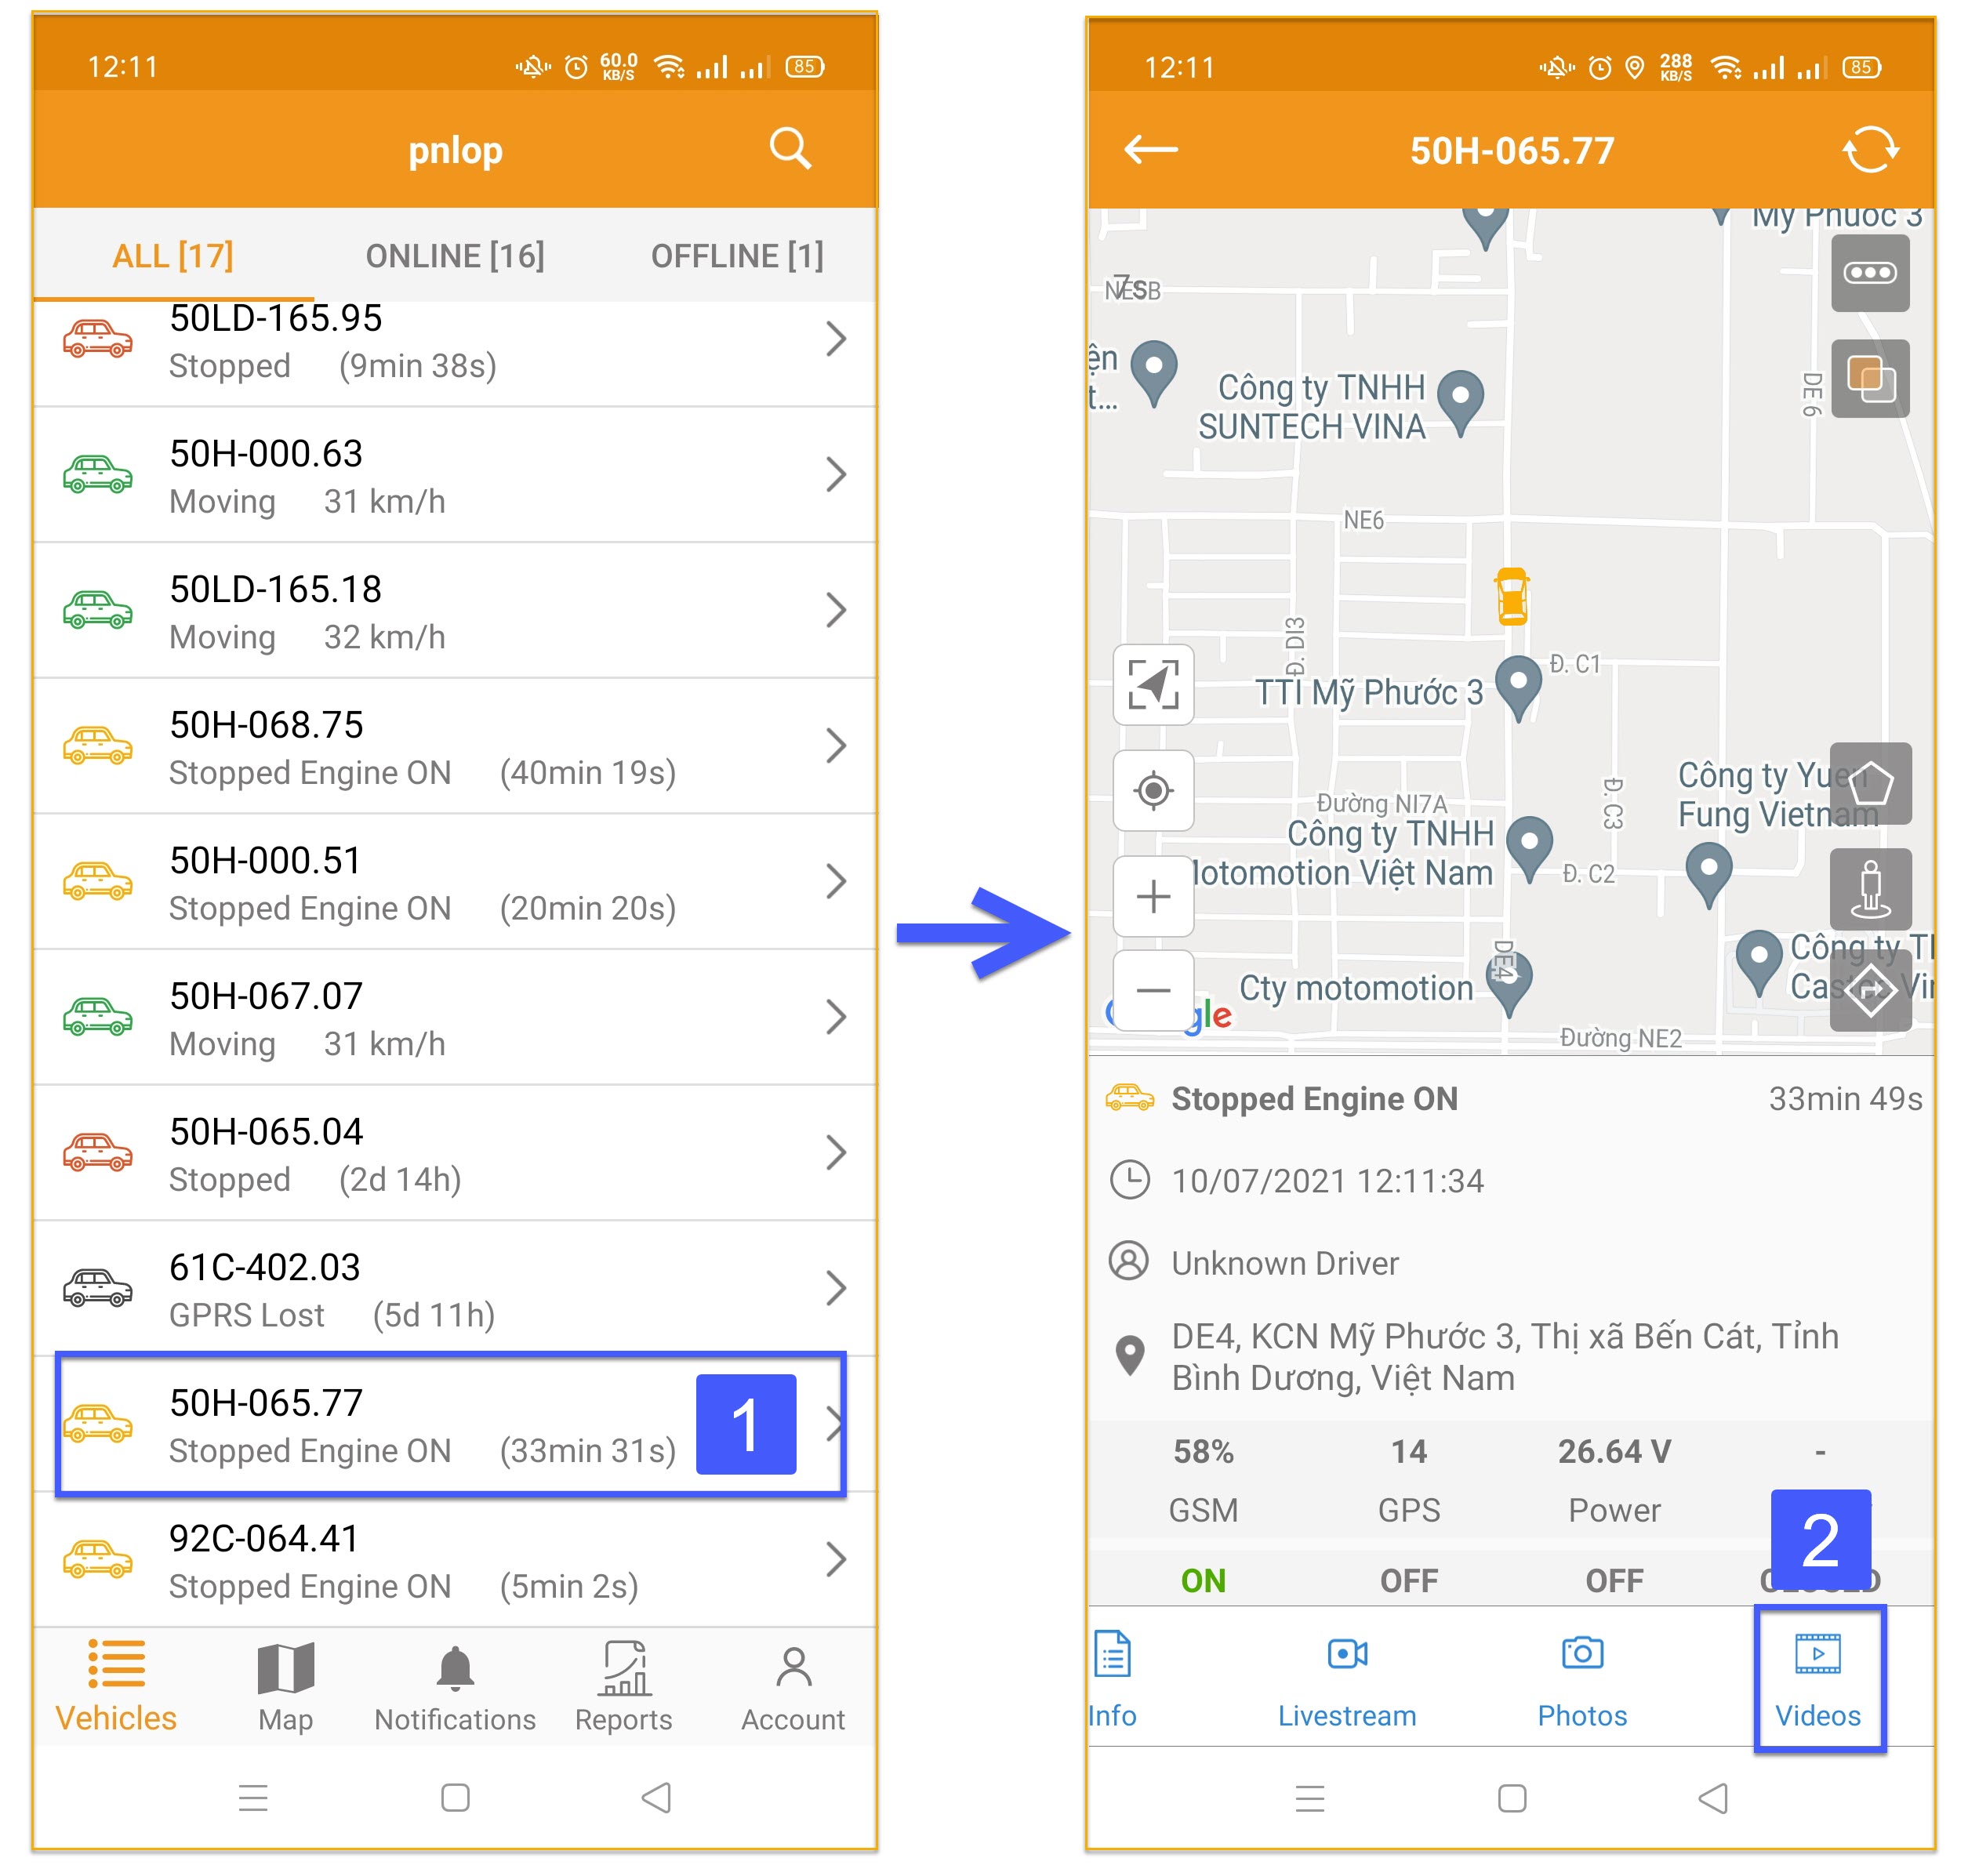 12:11
60.0
KB/S
85
pnlop
ALL [17]
ONLINE [16]
OFFLINE [1]
50LD-165.95
Stopped (9min 38s)
50H-000.63
Moving 31 km/h
50LD-165.18
Moving 32 km/h
50H-068.75
Stopped Engine ON (40min 19s)
50H-000.51
Stopped Engine ON (20min 20s)
50H-067.07
Moving 31 km/h
50H-065.04
Stopped (2d 14h)
61C-402.03
GPRS Lost (5d 11h)
50H-065.77
Stopped Engine ON (33min 31s)
1
92C-064.41
Stopped Engine ON (5min 2s)
Vehicles
Map
Notifications
Reports
Account
12:11
288
KB/S
85
50H-065.77
Mỹ Phước 3
DE 6
Công ty TNHH
SUNTECH VINA
NE6
Đ. DI3
Đ. C1
TTI Mỹ Phước 3
Công ty Yuen
Fung Vietnam
Đ. C3
Đường NI7A
Công ty TNHH
Motomotion Việt Nam
Đ. C2
DE4
Công ty
Cty motomotion
Đường NE2
Stopped Engine ON 33min 49s
10/07/2021 12:11:34
Unknown Driver
DE4, KCN Mỹ Phước 3, Thị xã Bến Cát, Tỉnh
Bình Dương, Việt Nam
58% 14 26.64 V -
GSM GPS Power
2
ON OFF OFF
Info
Livestream
Photos
Videos